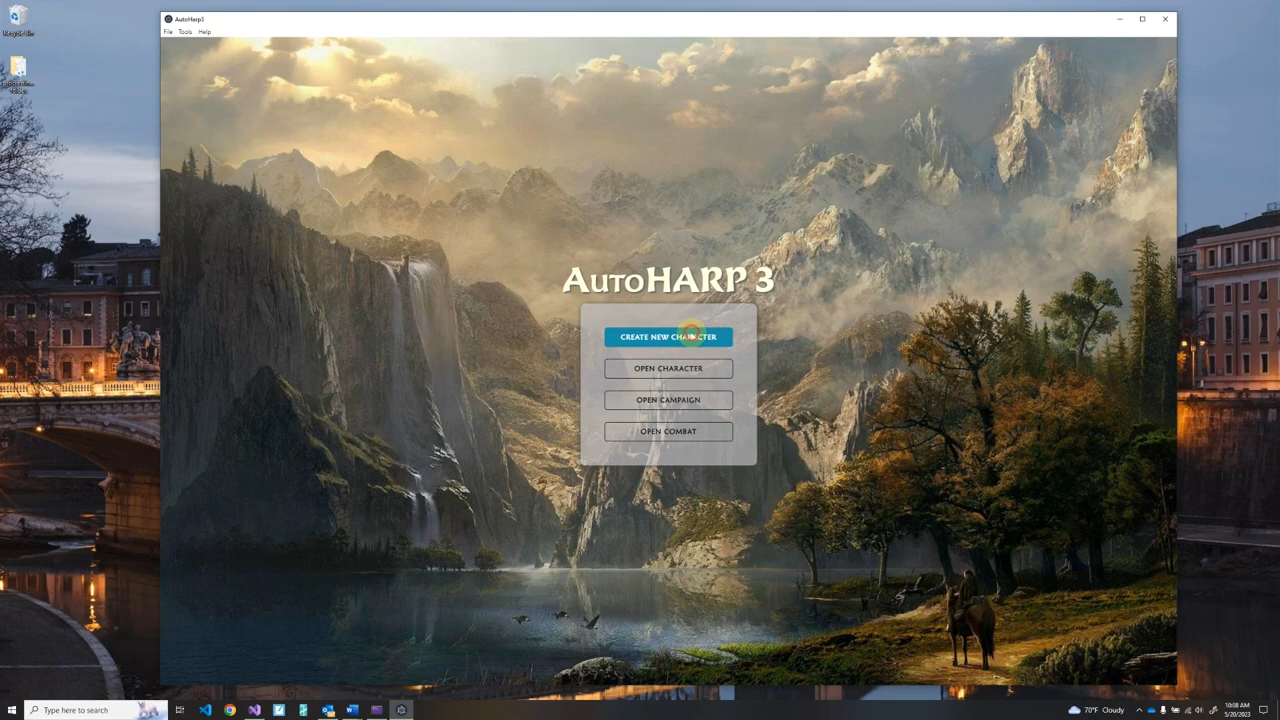 AutoHarp3
File Tools Help
AutoHARP 3
CREATE NEW CHARACTER
OPEN CHARACTER
OPEN CAMPAIGN
OPEN COMBAT
Type here to search
70°F Cloudy
10:08 AM
5/20/2023